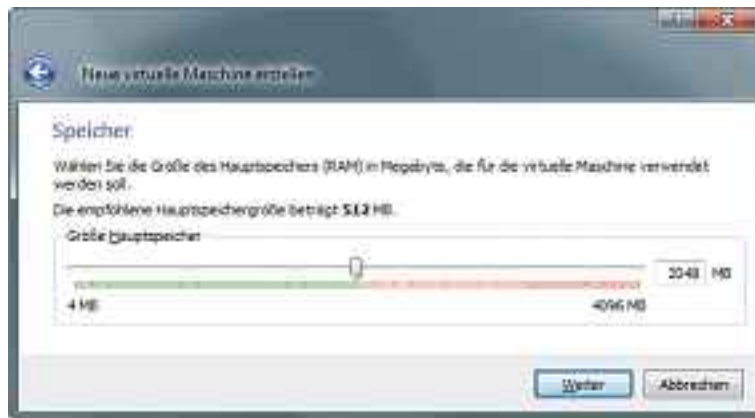 Neue virtuelle Maschine erstellen
Speicher
Wählen Sie die Größe des Hauptspeichers (RAM) in Megabyte, die für die virtuelle Maschine verwendet
werden soll.
Die empfohlene Hauptspeichergröße beträgt 512 MB.
Größe Hauptspeicher
2048 MB
4 MB 4096 MB
Weiter Abbrechen